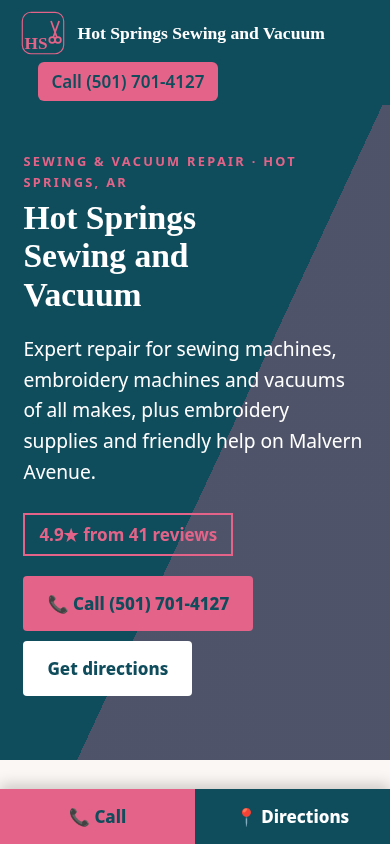 HS
Hot Springs Sewing and Vacuum
Call (501) 701-4127
SEWING & VACUUM REPAIR · HOT
SPRINGS, AR
Hot Springs
Sewing and
Vacuum
Expert repair for sewing machines,
embroidery machines and vacuums
of all makes, plus embroidery
supplies and friendly help on Malvern
Avenue.
4.9★ from 41 reviews
📞 Call (501) 701-4127
Get directions
📞 Call
📍 Directions